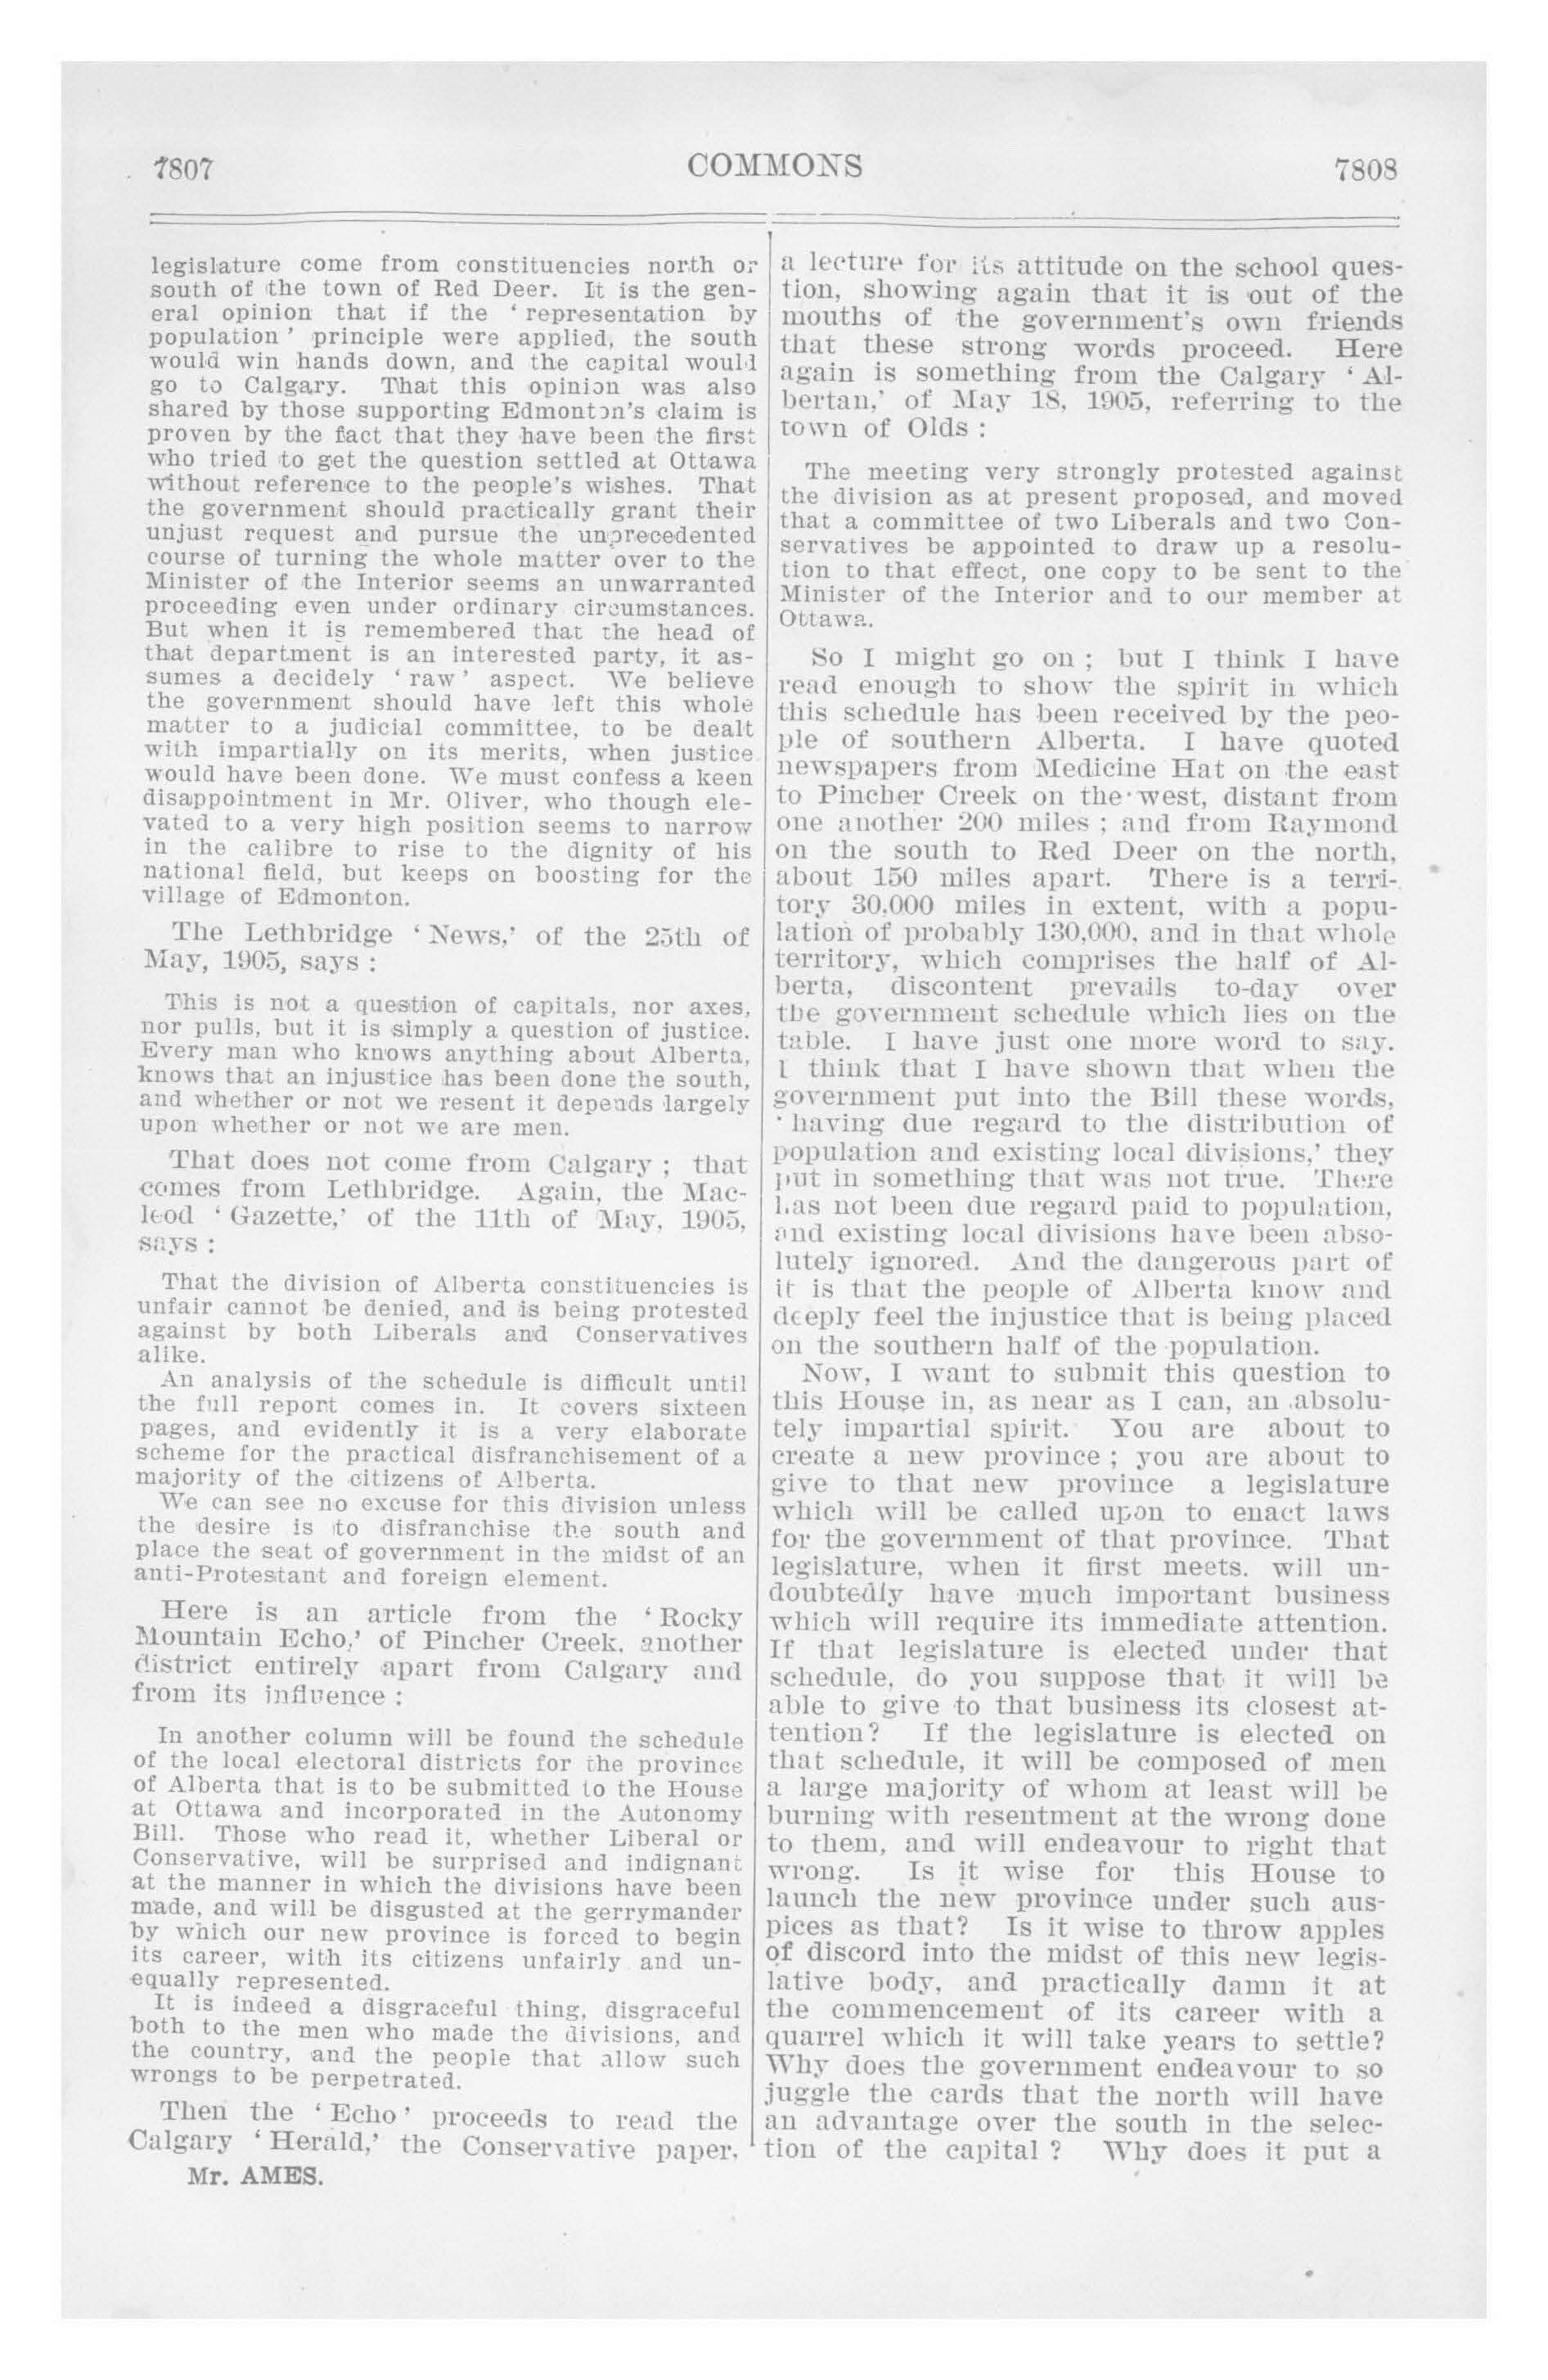 7807
COMMONS
7808
legislature come from constituencies north or
south of the town of Red Deer. It is the gen-
eral opinion that if the ‘ representation by
population ’ principle were applied, the south
would win hands down, and the capital would
go to Calgary. That this opinion was also
shared by those supporting Edmonton's claim is
proven by the fact that they have been the first
who tried to get the question settled at Ottawa
without reference to the people's wishes. That
the government should practically grant their
unjust request and pursue the unprecedented
course of turning the whole matter over to the
Minister of the Interior seems an unwarranted
proceeding even under ordinary circumstances.
But when it is remembered that the head of
that department is an interested party, it as-
sumes a decidely ‘ raw ’ aspect. We believe
the government should have left this whole
matter to a judicial committee, to be dealt
with impartially on its merits, when justice
would have been done. We must confess a keen
disappointment in Mr. Oliver, who though ele-
vated to a very high position seems to narrow
in the calibre to rise to the dignity of his
national field, but keeps on boosting for the
village of Edmonton.
The Lethbridge ‘ News,’ of the 25th of
May, 1905, says :
This is not a question of capitals, nor axes,
nor pulls, but it is simply a question of justice.
Every man who knows anything about Alberta,
knows that an injustice has been done the south,
and whether or not we resent it depends largely
upon whether or not we are men.
That does not come from Calgary ; that
comes from Lethbridge. Again, the Mac-
leod ‘ Gazette,’ of the 11th of May, 1905,
says :
That the division of Alberta constituencies is
unfair cannot be denied, and is being protested
against by both Liberals and Conservatives
alike.
An analysis of the schedule is difficult until
the full report comes in. It covers sixteen
pages, and evidently it is a very elaborate
scheme for the practical disfranchisement of a
majority of the citizens of Alberta.
We can see no excuse for this division unless
the desire is to disfranchise the south and
place the seat of government in the midst of an
anti-Protestant and foreign element.
Here is an article from the ‘ Rocky
Mountain Echo,’ of Pincher Creek, another
district entirely apart from Calgary and
from its influence :
In another column will be found the schedule
of the local electoral districts for the province
of Alberta that is to be submitted to the House
at Ottawa and incorporated in the Autonomy
Bill. Those who read it, whether Liberal or
Conservative, will be surprised and indignant
at the manner in which the divisions have been
made, and will be disgusted at the gerrymander
by which our new province is forced to begin
its career, with its citizens unfairly and un-
equally represented.
It is indeed a disgraceful thing, disgraceful
both to the men who made the divisions, and
the country, and the people that allow such
wrongs to be perpetrated.
Then the ‘ Echo ’ proceeds to read the
Calgary ‘ Herald,’ the Conservative paper,
Mr. AMES.
a lecture for its attitude on the school ques-
tion, showing again that it is out of the
mouths of the government's own friends
that these strong words proceed. Here
again is something from the Calgary ‘ Al-
bertan,’ of May 18, 1905, referring to the
town of Olds :
The meeting very strongly protested against
the division as at present proposed, and moved
that a committee of two Liberals and two Con-
servatives be appointed to draw up a resolu-
tion to that effect, one copy to be sent to the
Minister of the Interior and to our member at
Ottawa.
So I might go on ; but I think I have
read enough to show the spirit in which
this schedule has been received by the peo-
ple of southern Alberta. I have quoted
newspapers from Medicine Hat on the east
to Pincher Creek on the west, distant from
one another 200 miles ; and from Raymond
on the south to Red Deer on the north,
about 150 miles apart. There is a terri-
tory 30,000 miles in extent, with a popu-
lation of probably 130,000, and in that whole
territory, which comprises the half of Al-
berta, discontent prevails to-day over
the government schedule which lies on the
table. I have just one more word to say.
I think that I have shown that when the
government put into the Bill these words,
‘ having due regard to the distribution of
population and existing local divisions,’ they
put in something that was not true. There
has not been due regard paid to population,
and existing local divisions have been abso-
lutely ignored. And the dangerous part of
it is that the people of Alberta know and
deeply feel the injustice that is being placed
on the southern half of the population.
Now, I want to submit this question to
this House in, as near as I can, an absolu-
tely impartial spirit. You are about to
create a new province ; you are about to
give to that new province a legislature
which will be called upon to enact laws
for the government of that province. That
legislature, when it first meets. will un-
doubtedly have much important business
which will require its immediate attention.
If that legislature is elected under that
schedule, do you suppose that it will be
able to give to that business its closest at-
tention ? If the legislature is elected on
that schedule, it will be composed of men
a large majority of whom at least will be
burning with resentment at the wrong done
to them, and will endeavour to right that
wrong. Is it wise for this House to
launch the new province under such aus-
pices as that? Is it wise to throw apples
of discord into the midst of this new legis-
lative body, and practically damn it at
the commencement of its career with a
quarrel which it will take years to settle?
Why does the government endeavour to so
juggle the cards that the north will have
an advantage over the south in the selec-
tion of the capital ? Why does it put a